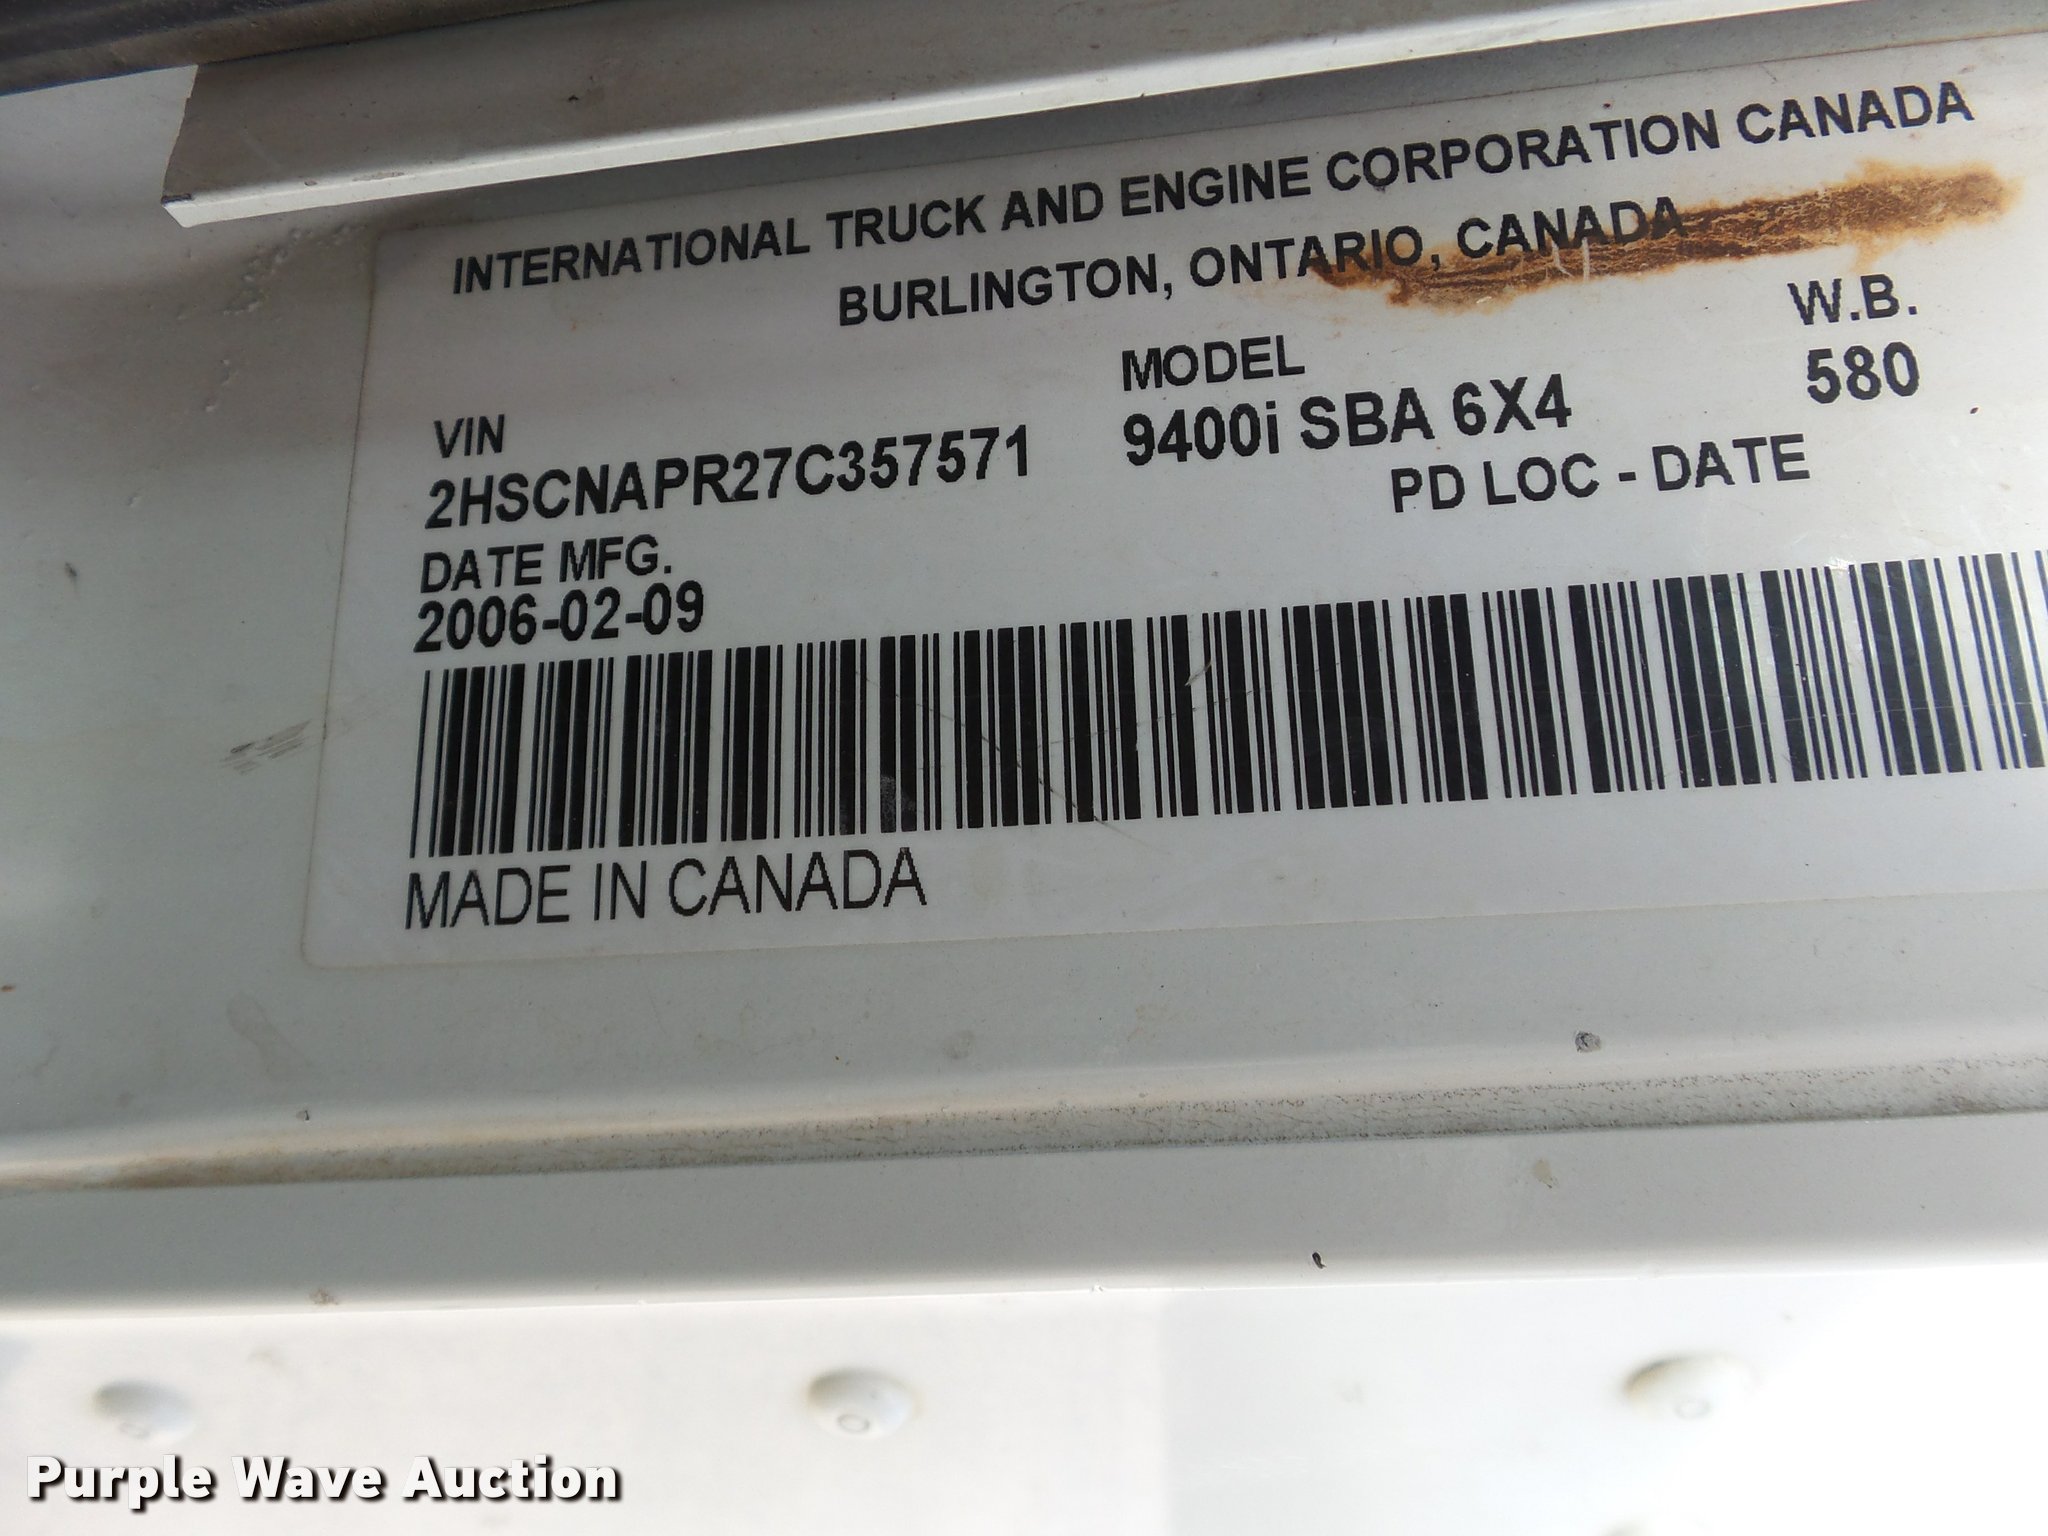 INTERNATIONAL TRUCK AND ENGINE CORPORATION CANADA
BURLINGTON, ONTARIO, CANADA
VIN MODEL W.B.
2HSCNAPR27C357571 9400i SBA 6X4 580
DATE MFG. PD LOC - DATE
2006-02-09
MADE IN CANADA
Purple Wave Auction